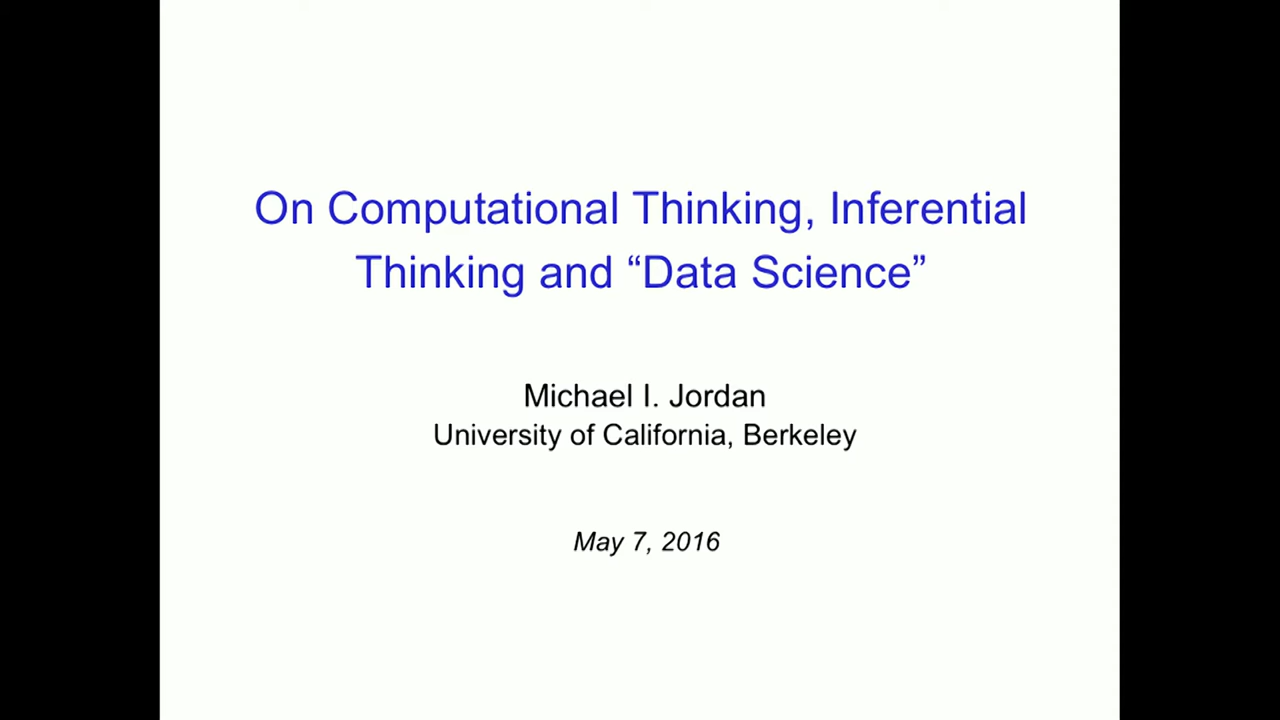 On Computational Thinking, Inferential
Thinking and “Data Science”
Michael I. Jordan
University of California, Berkeley
May 7, 2016